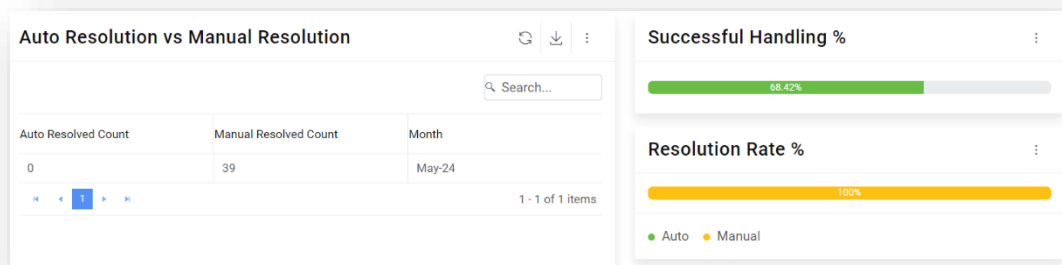 Auto Resolution vs Manual Resolution
Search...
Auto Resolved Count Manual Resolved Count Month
0 39 May-24
1 1 - 1 of 1 items
Successful Handling %
68.42%
Resolution Rate %
100%
Auto Manual